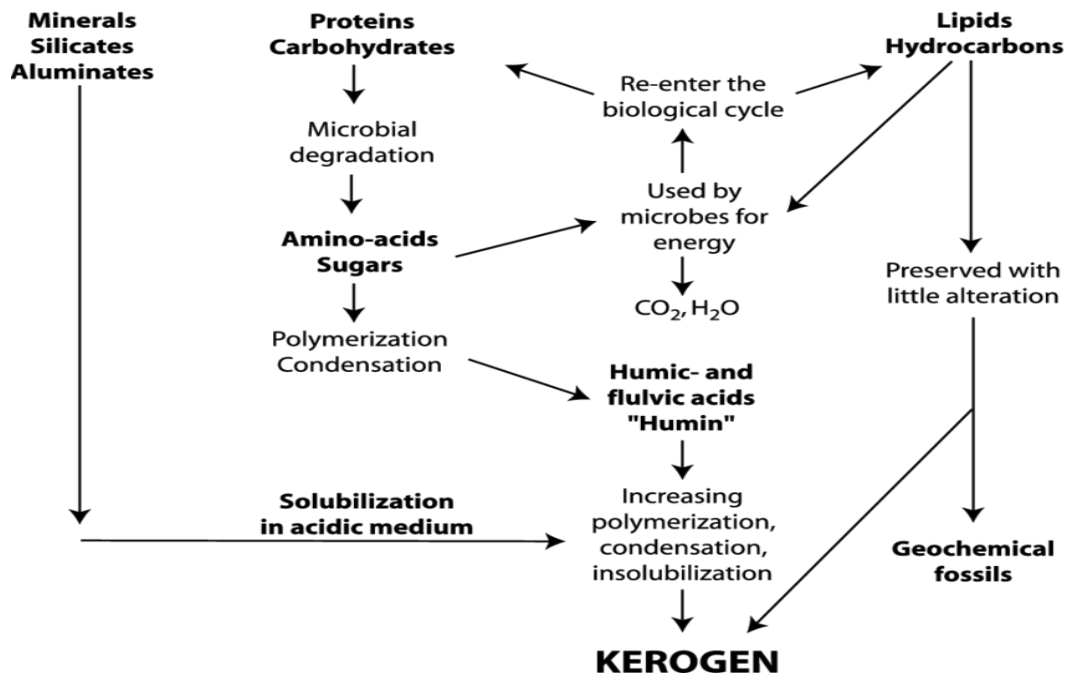 Minerals
Silicates
Aluminates
Proteins
Carbohydrates
Lipids
Hydrocarbons
Re-enter the
biological cycle
Microbial
degradation
Used by
microbes for
energy
Amino-acids
Sugars
Preserved with
little alteration
CO₂, H₂O
Polymerization
Condensation
Humic- and
flulvic acids
"Humin"
Solubilization
in acidic medium
Increasing
polymerization,
condensation,
insolubilization
Geochemical
fossils
KEROGEN